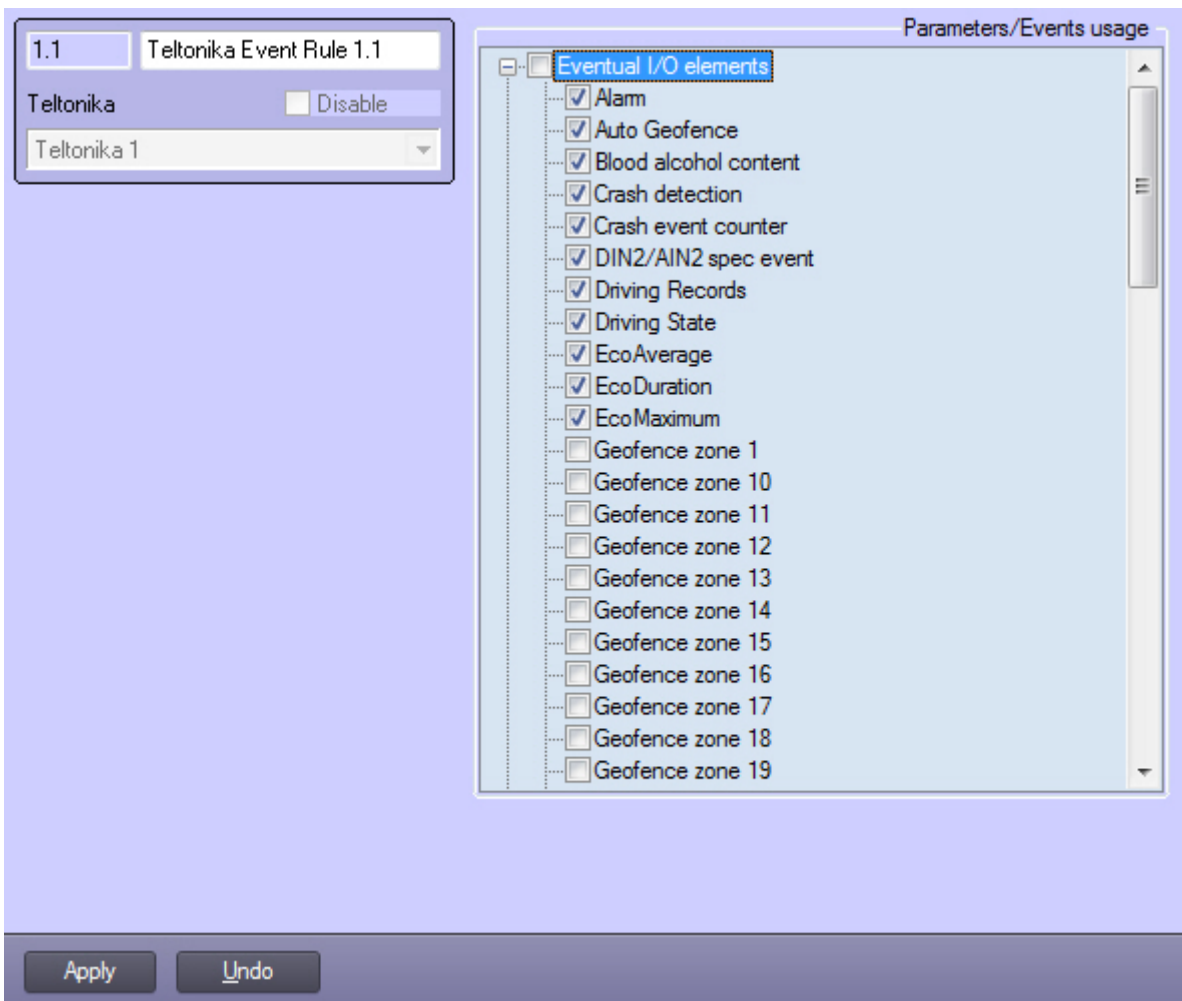 1.1
Teltonika Event Rule 1.1
Teltonika
Disable
Teltonika 1
Parameters/Events usage
Eventual I/O elements
Alarm
Auto Geofence
Blood alcohol content
Crash detection
Crash event counter
DIN2/AIN2 spec event
Driving Records
Driving State
EcoAverage
EcoDuration
EcoMaximum
Geofence zone 1
Geofence zone 10
Geofence zone 11
Geofence zone 12
Geofence zone 13
Geofence zone 14
Geofence zone 15
Geofence zone 16
Geofence zone 17
Geofence zone 18
Geofence zone 19
Apply
Undo